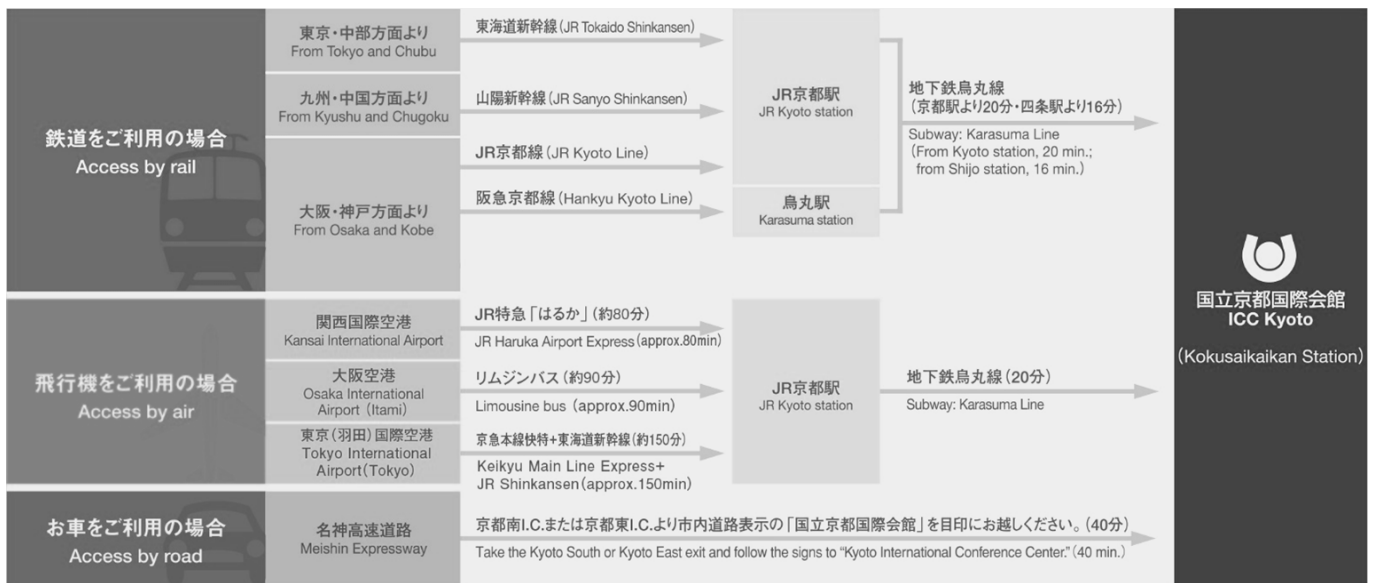 鉄道をご利用の場合
Access by rail
東京・中部方面より
From Tokyo and Chubu
東海道新幹線(JR Tokaido Shinkansen)
九州・中国方面より
From Kyushu and Chugoku
山陽新幹線(JR Sanyo Shinkansen)
大阪・神戸方面より
From Osaka and Kobe
JR京都線(JR Kyoto Line)
阪急京都線(Hankyu Kyoto Line)
JR京都駅
JR Kyoto station
烏丸駅
Karasuma station
地下鉄烏丸線
(京都駅より20分・四条駅より16分)
Subway: Karasuma Line
(From Kyoto station, 20 min.;
from Shijo station, 16 min.)
飛行機をご利用の場合
Access by air
関西国際空港
Kansai International Airport
JR特急「はるか」(約80分)
JR Haruka Airport Express(approx.80min)
大阪空港
Osaka International
Airport (Itami)
リムジンバス(約90分)
Limousine bus (approx.90min)
東京(羽田)国際空港
Tokyo International
Airport(Tokyo)
京急本線快特+東海道新幹線(約150分)
Keikyu Main Line Express+
JR Shinkansen(approx.150min)
JR京都駅
JR Kyoto station
地下鉄烏丸線(20分)
Subway: Karasuma Line
お車をご利用の場合
Access by road
名神高速道路
Meishin Expressway
京都南I.C.または京都東I.C.より市内道路表示の「国立京都国際会館」を目印にお越しください。(40分)
Take the Kyoto South or Kyoto East exit and follow the signs to “Kyoto International Conference Center.”(40 min.)
国立京都国際会館
ICC Kyoto
(Kokusaikaikan Station)